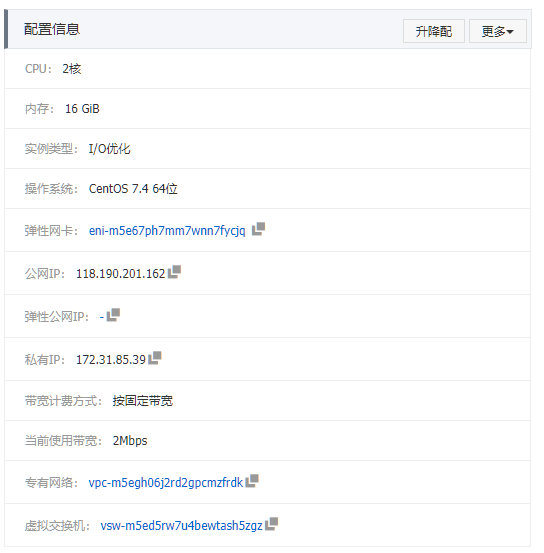 配置信息 升降配 更多
CPU： 2核
内存： 16 GiB
实例类型： I/O优化
操作系统： CentOS 7.4 64位
弹性网卡： eni-m5e67ph7mm7wnn7fycjq
公网IP： 118.190.201.162
弹性公网IP： -
私有IP： 172.31.85.39
带宽计费方式： 按固定带宽
当前使用带宽： 2Mbps
专有网络： vpc-m5egh06j2rd2gpcmzfrdk
虚拟交换机： vsw-m5ed5rw7u4bewtash5zgz